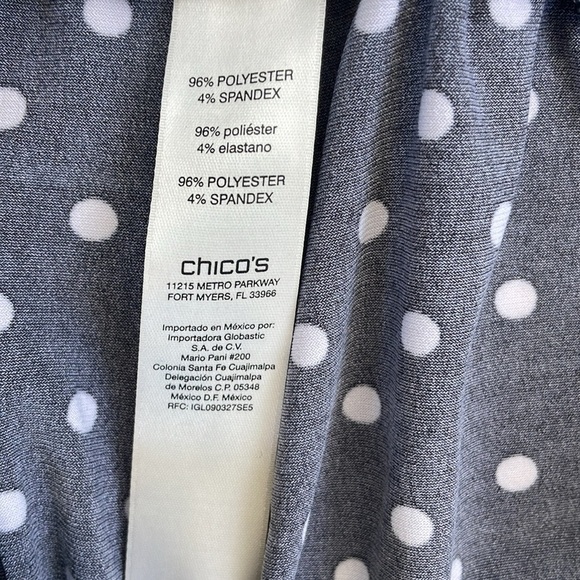 96% POLYESTER
4% SPANDEX
96% poliéster
4% elastano
96% POLYESTER
4% SPANDEX
chico's
11215 METRO PARKWAY
FORT MYERS, FL 33966
Importado en México por:
Importadora Globastic
S.A. de C.V.
Mario Pani #200
Colonia Santa Fe Cuajimalpa
Delegación Cuajimalpa
de Morelos C.P. 05348
México D.F. México
RFC: IGL090327SE5